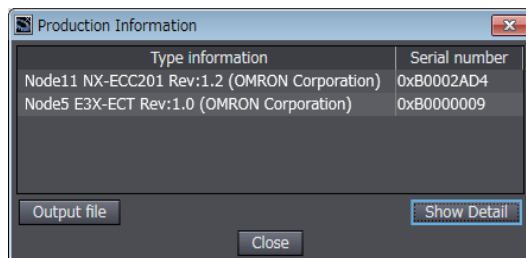 Production Information
Type information Serial number
Node11 NX-ECC201 Rev:1.2 (OMRON Corporation) 0xB0002AD4
Node5 E3X-ECT Rev:1.0 (OMRON Corporation) 0xB0000009
Output file Show Detail
Close